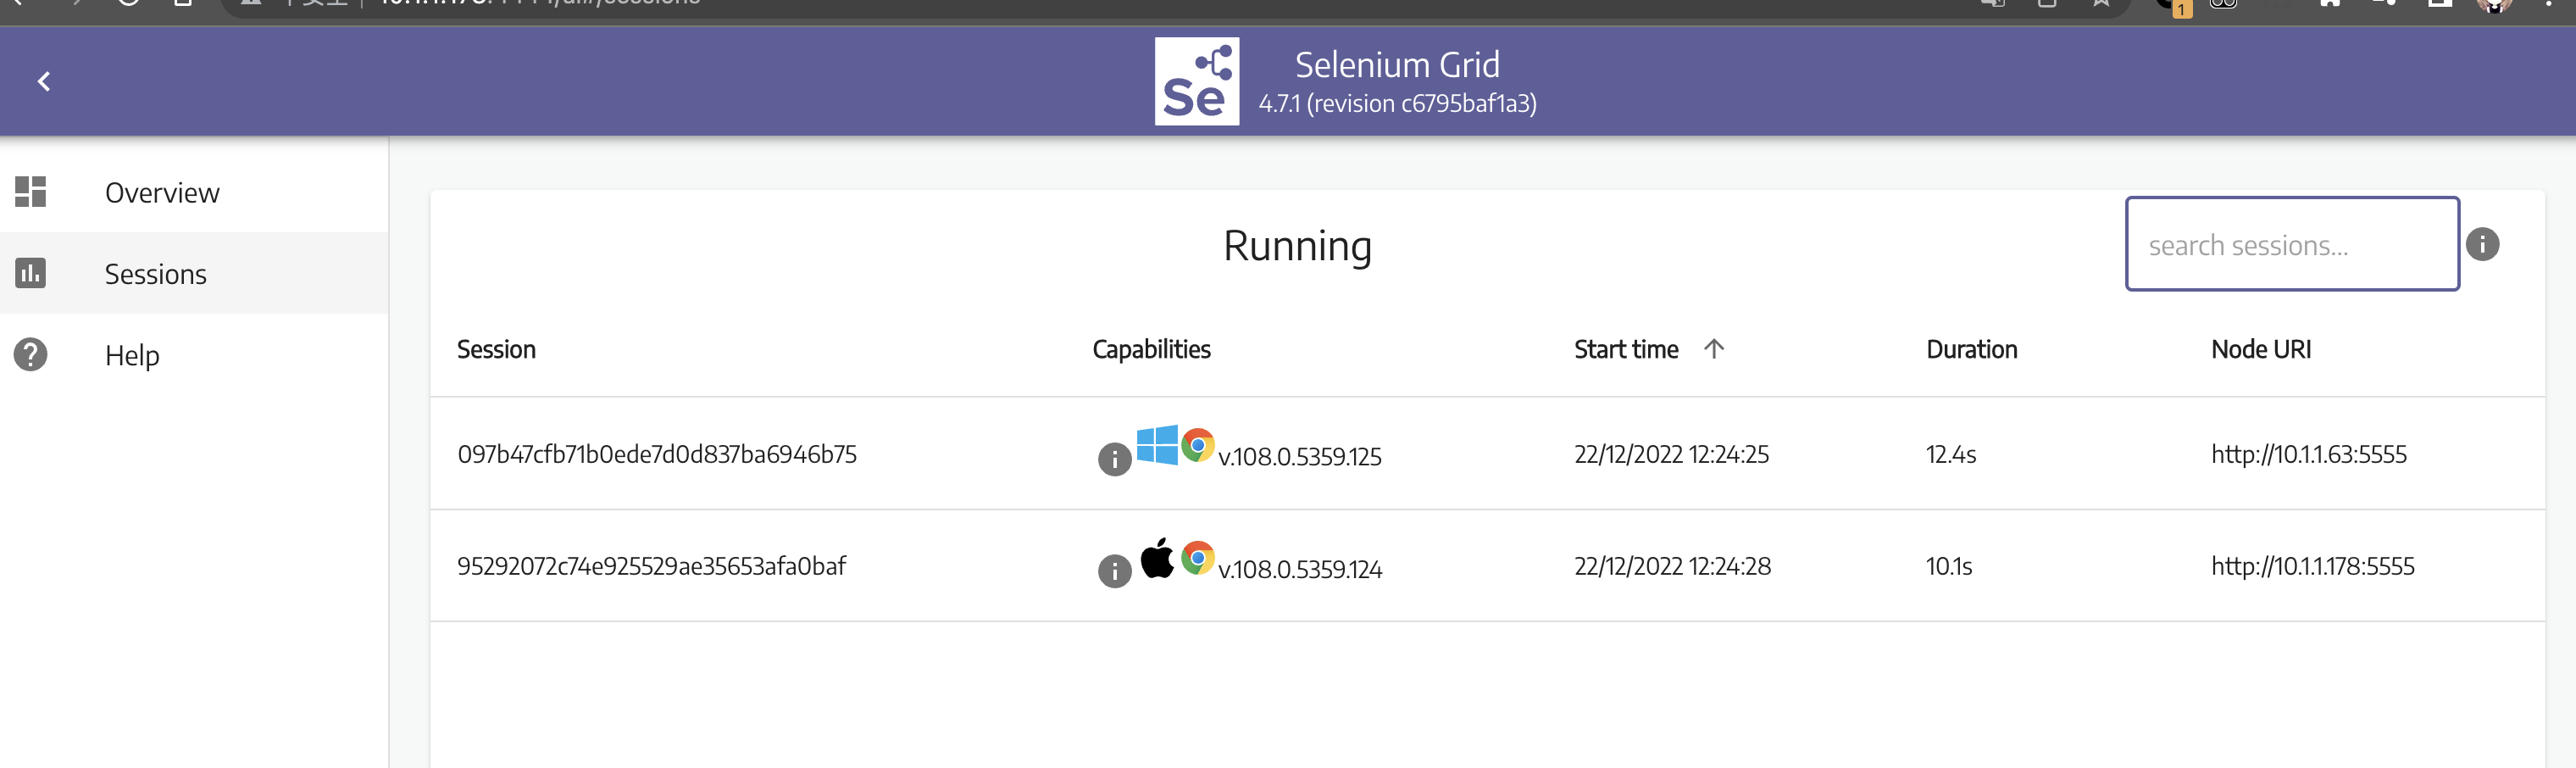 Se
Selenium Grid
4.7.1 (revision c6795baf1a3)
1
Overview
Sessions
Help
Running
search sessions...
Session Capabilities Start time Duration Node URI
097b47cfb71b0ede7d0d837ba6946b75 v.108.0.5359.125 22/12/2022 12:24:25 12.4s http://10.1.1.63:5555
95292072c74e925529ae35653afa0baf v.108.0.5359.124 22/12/2022 12:24:28 10.1s http://10.1.1.178:5555